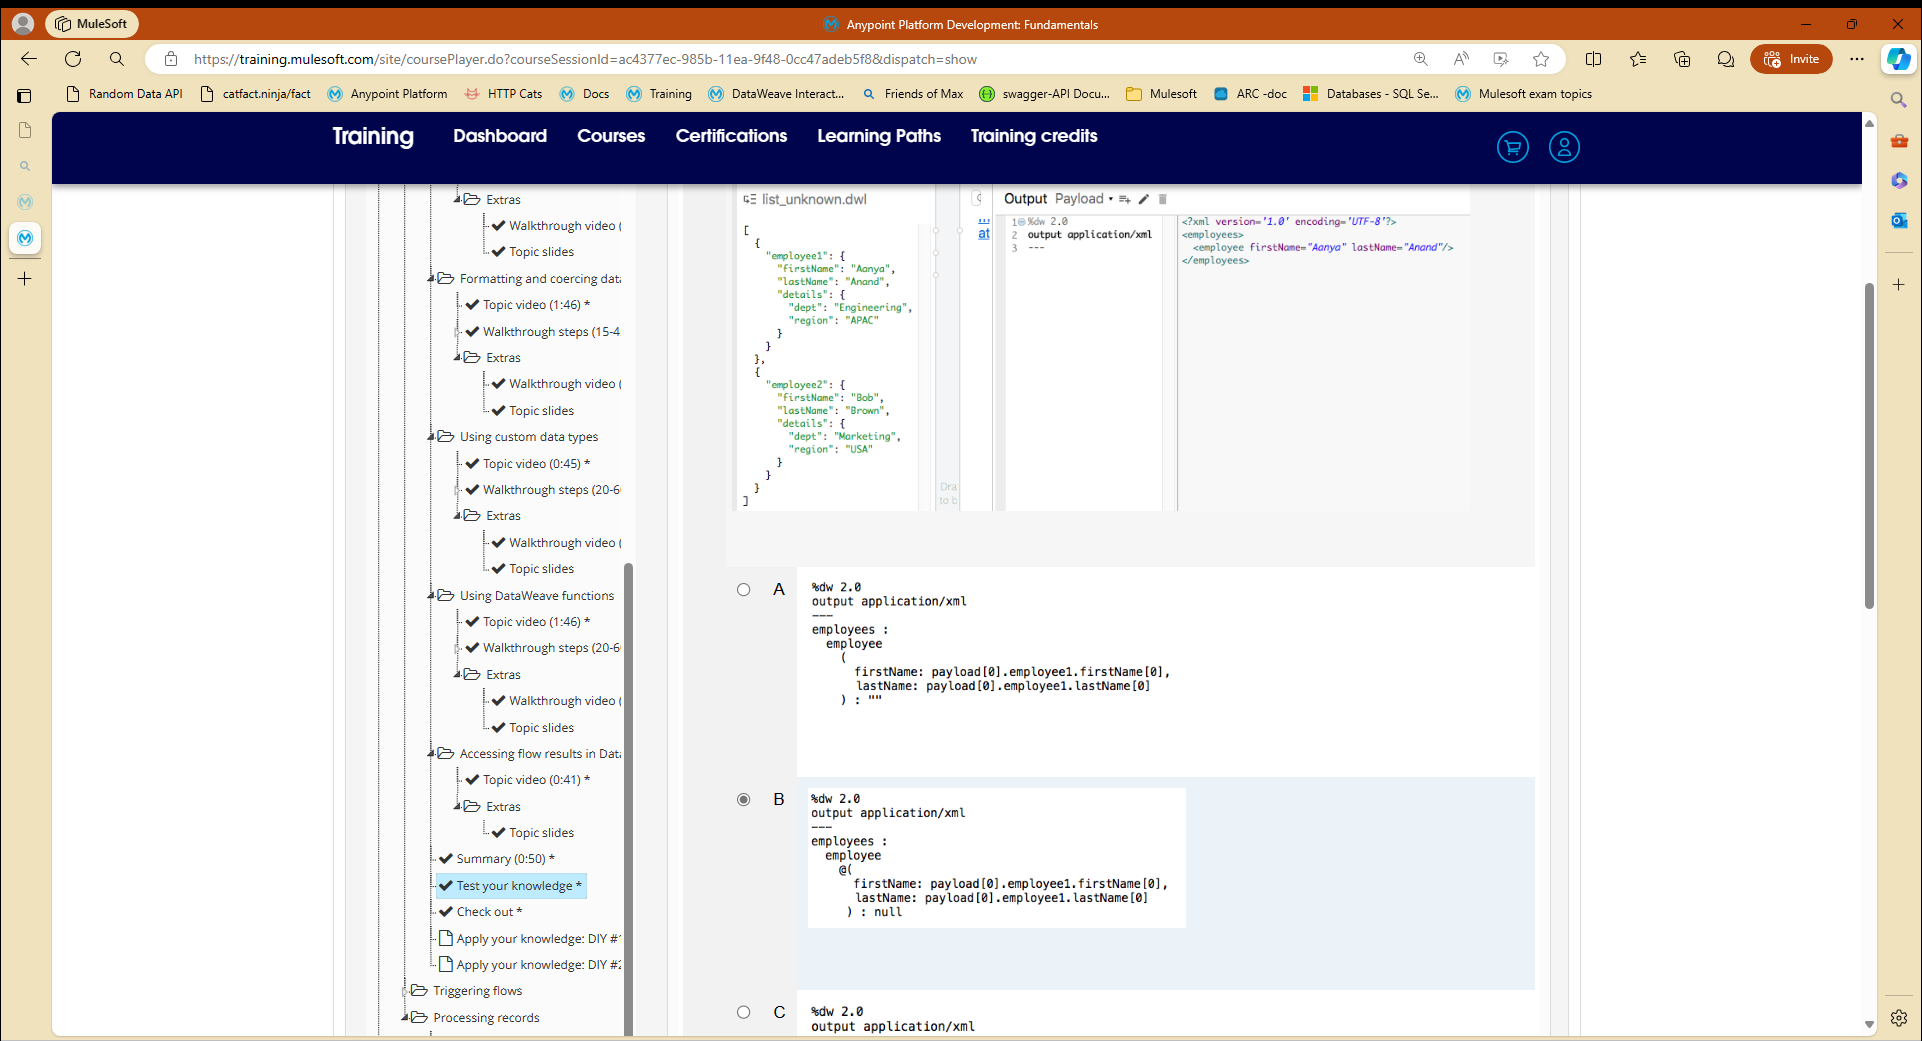 MuleSoft
Anypoint Platform Development: Fundamentals
https://training.mulesoft.com/site/coursePlayer.do?courseSessionId=ac4377ec-985b-11ea-9f48-0cc47adeb5f8&dispatch=show
Invite
Random Data API
catfact.ninja/fact
Anypoint Platform
HTTP Cats
Docs
Training
DataWeave Interact...
Friends of Max
swagger-API Docu...
Mulesoft
ARC -doc
Databases - SQL Se...
Mulesoft exam topics
Training
Dashboard
Courses
Certifications
Learning Paths
Training credits
Extras
Walkthrough video (
Topic slides
Formatting and coercing data
Topic video (1:46) *
Walkthrough steps (15-4
Extras
Walkthrough video (
Topic slides
Using custom data types
Topic video (0:45) *
Walkthrough steps (20-6
Extras
Walkthrough video (
Topic slides
Using DataWeave functions
Topic video (1:46) *
Walkthrough steps (20-6
Extras
Walkthrough video (
Topic slides
Accessing flow results in Data
Topic video (0:41) *
Extras
Topic slides
Summary (0:50) *
Test your knowledge *
Check out *
Apply your knowledge: DIY #1
Apply your knowledge: DIY #2
Triggering flows
Processing records
list_unknown.dwl
[
{
"employee1": {
"firstName": "Aanya",
"lastName": "Anand",
"details": {
"dept": "Engineering",
"region": "APAC"
}
}
},
{
"employee2": {
"firstName": "Bob",
"lastName": "Brown",
"details": {
"dept": "Marketing",
"region": "USA"
}
}
}
]
Dra
to b
at
Output Payload
1 %dw 2.0
2 output application/xml
3 ---
<?xml version='1.0' encoding='UTF-8'?>
<employees>
<employee firstName="Aanya" lastName="Anand"/>
</employees>
A
%dw 2.0
output application/xml
---
employees :
employee
(
firstName: payload[0].employee1.firstName[0],
lastName: payload[0].employee1.lastName[0]
) : ""
B
%dw 2.0
output application/xml
---
employees :
employee
@(
firstName: payload[0].employee1.firstName[0],
lastName: payload[0].employee1.lastName[0]
) : null
C
%dw 2.0
output application/xml